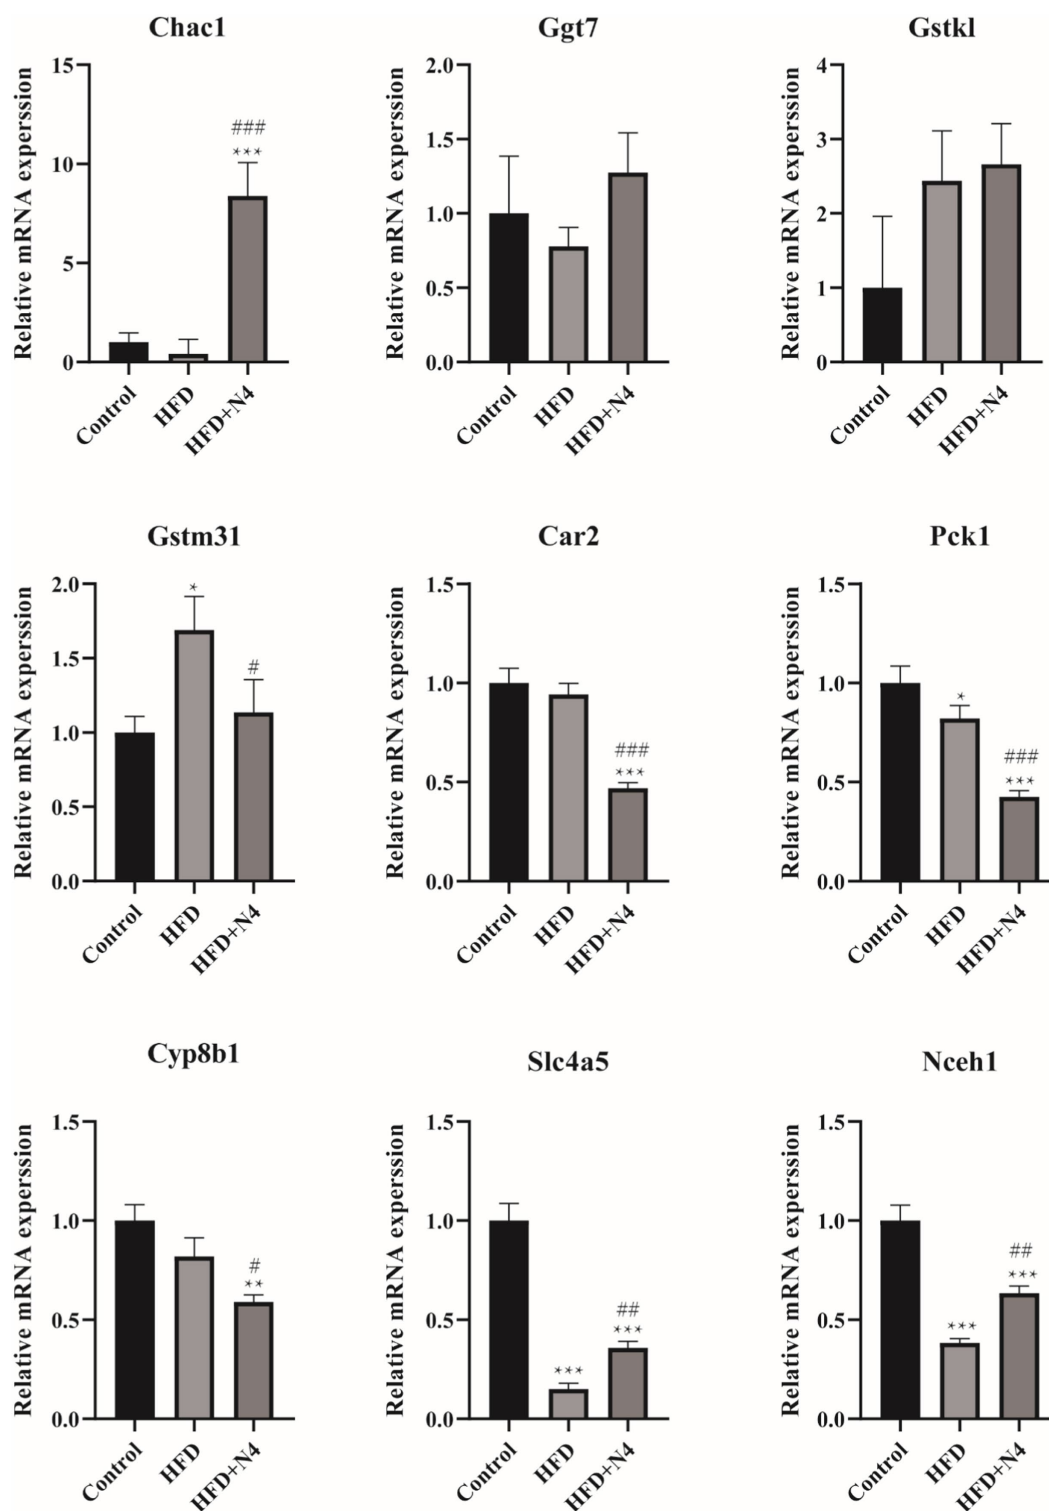 Chac1
Relative mRNA experssion
15
10
5
0
###
***
Control
HFD
HFD+N4
Ggt7
Relative mRNA experssion
2.0
1.5
1.0
0.5
0.0
Control
HFD
HFD+N4
Gstkl
Relative mRNA experssion
4
3
2
1
0
Control
HFD
HFD+N4
Gstm31
Relative mRNA experssion
2.0
1.5
1.0
0.5
0.0
*
#
Control
HFD
HFD+N4
Car2
Relative mRNA experssion
1.5
1.0
0.5
0.0
###
***
Control
HFD
HFD+N4
Pck1
Relative mRNA experssion
1.5
1.0
0.5
0.0
*
###
***
Control
HFD
HFD+N4
Cyp8b1
Relative mRNA experssion
1.5
1.0
0.5
0.0
#
**
Control
HFD
HFD+N4
Slc4a5
Relative mRNA experssion
1.5
1.0
0.5
0.0
***
##
***
Control
HFD
HFD+N4
Nceh1
Relative mRNA experssion
1.5
1.0
0.5
0.0
***
##
***
Control
HFD
HFD+N4